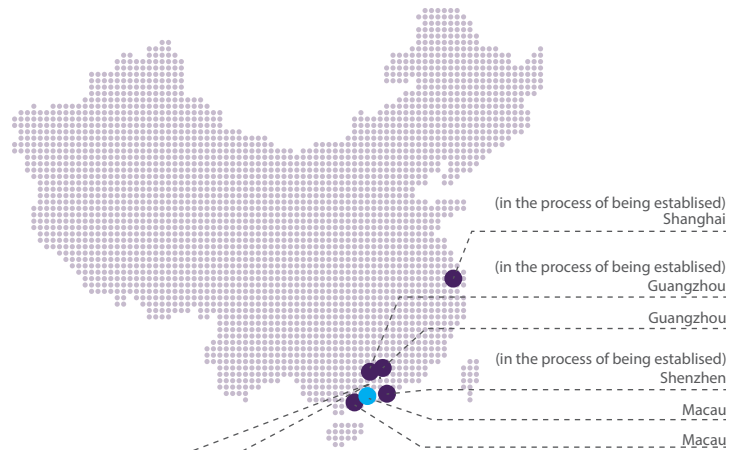 (in the process of being establised)
Shanghai
(in the process of being establised)
Guangzhou
Guangzhou
(in the process of being establised)
Shenzhen
Macau
Macau